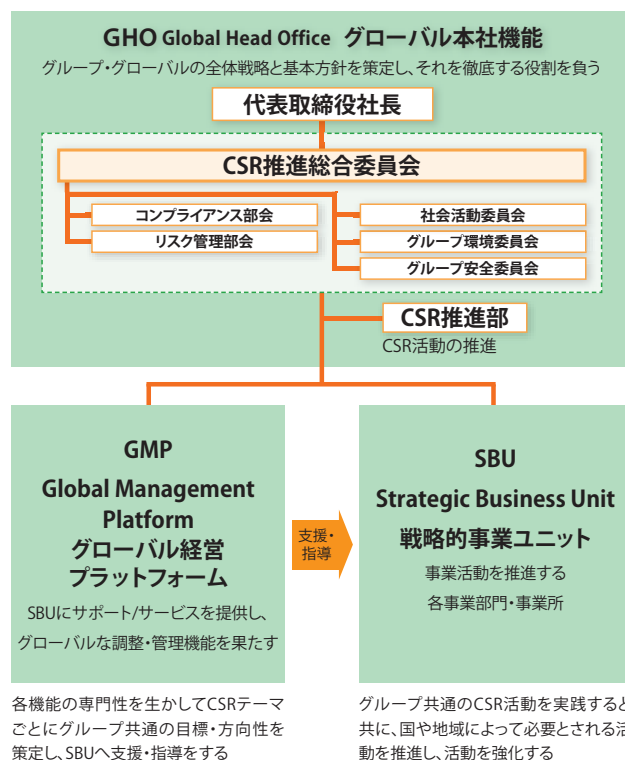 GHO Global Head Office グローバル本社機能
グループ・グローバルの全体戦略と基本方針を策定し、それを徹底する役割を負う
代表取締役社長
CSR推進総合委員会
コンプライアンス部会
リスク管理部会
社会活動委員会
グループ環境委員会
グループ安全委員会
CSR推進部
CSR活動の推進
GMP
Global Management
Platform
グローバル経営
プラットフォーム
SBUにサポート/サービスを提供し、
グローバルな調整・管理機能を果たす
支援・
指導
SBU
Strategic Business Unit
戦略的事業ユニット
事業活動を推進する
各事業部門・事業所
各機能の専門性を生かしてCSRテーマ
ごとにグループ共通の目標・方向性を
策定し、SBUへ支援・指導をする
グループ共通のCSR活動を実践すると
共に、国や地域によって必要とされる活
動を推進し、活動を強化する